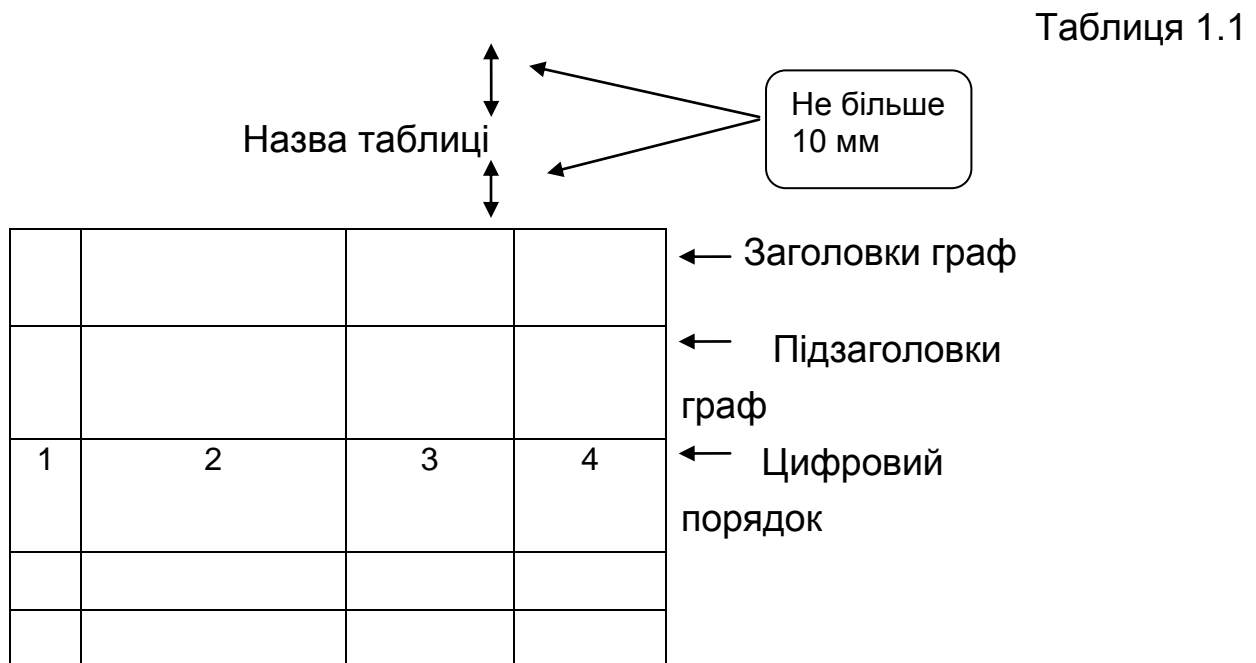 Таблиця 1.1
Не більше
10 мм
Назва таблиці
Заголовки граф
Підзаголовки
граф
1 2 3 4
Цифровий
порядок